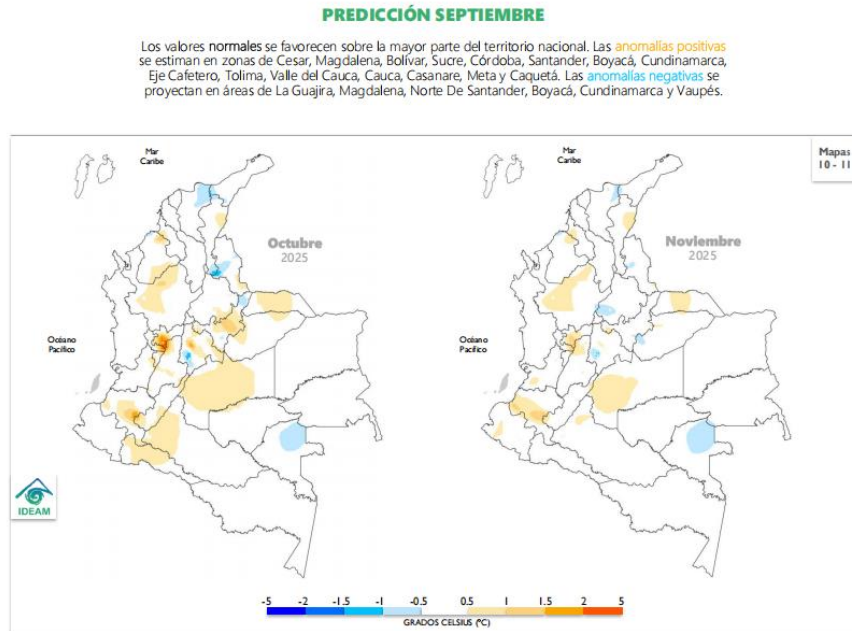 PREDICCIÓN SEPTIEMBRE
Los valores normales se favorecen sobre la mayor parte del territorio nacional. Las anomalías positivas
se estiman en zonas de Cesar, Magdalena, Bolívar, Sucre, Córdoba, Santander, Boyacá, Cundinamarca,
Eje Cafetero, Tolima, Valle del Cauca, Cauca, Casanare, Meta y Caquetá. Las anomalías negativas se
proyectan en áreas de La Guajira, Magdalena, Norte De Santander, Boyacá, Cundinamarca y Vaupés.
Mar
Caribe
Octubre
2025
Océano
Pacífico
Mar
Caribe
Noviembre
2025
Océano
Pacífico
Mapas
10 - 11
IDEAM
-5 -2 -1.5 -1 -0.5 0.5 1 1.5 2 5
GRADOS CELSIUS (°C)